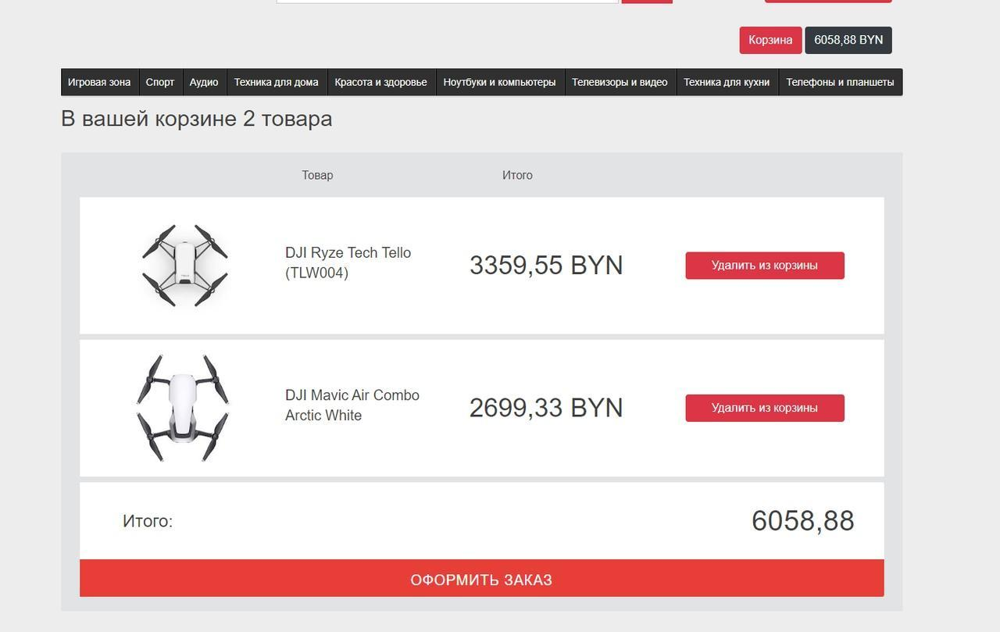 Корзина 6058,88 BYN
Игровая зона Спорт Аудио Техника для дома Красота и здоровье Ноутбуки и компьютеры Телевизоры и видео Техника для кухни Телефоны и планшеты
В вашей корзине 2 товара
Товар Итого
DJI Ryze Tech Tello
(TLW004)
3359,55 BYN
Удалить из корзины
DJI Mavic Air Combo
Arctic White
2699,33 BYN
Удалить из корзины
Итого: 6058,88
ОФОРМИТЬ ЗАКАЗ